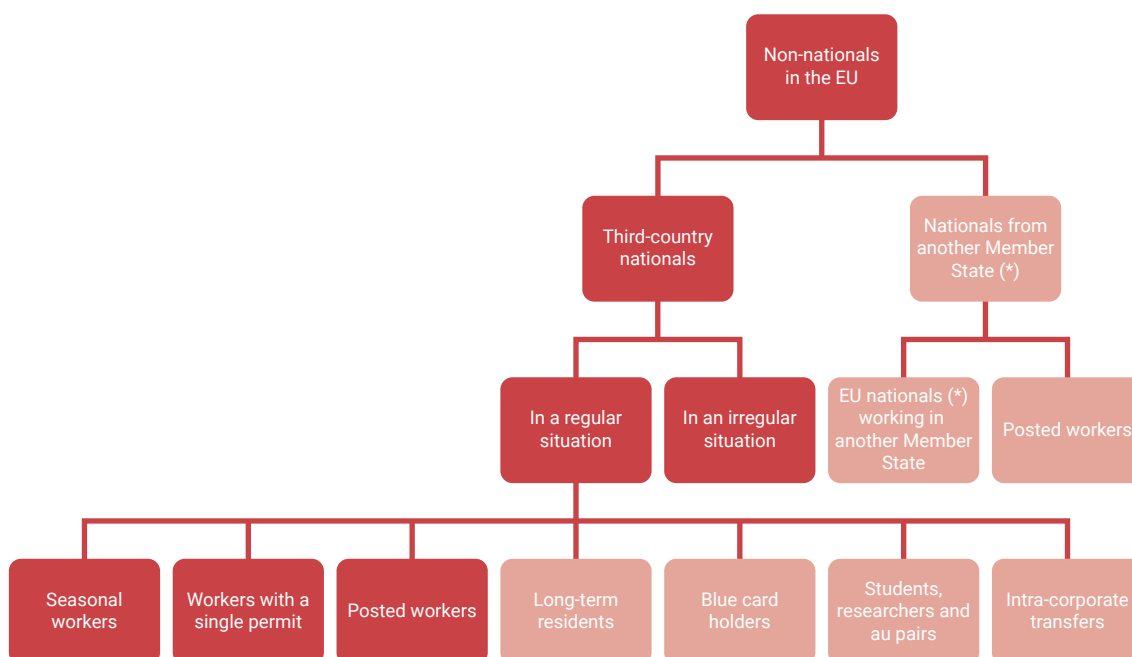 Non-nationals
in the EU
Third-country
nationals
Nationals from
another Member
State (*)
In a regular
situation
In an irregular
situation
EU nationals (*)
working in
another Member
State
Posted workers
Seasonal
workers
Workers with a
single permit
Posted workers
Long-term
residents
Blue card
holders
Students,
researchers and
au pairs
Intra-corporate
transfers